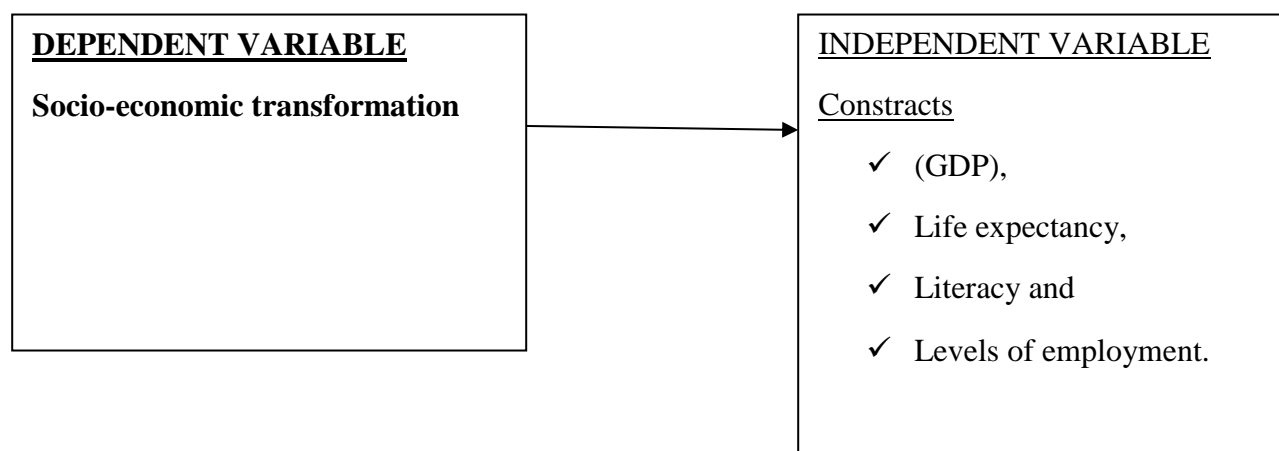 DEPENDENT VARIABLE
Socio-economic transformation
INDEPENDENT VARIABLE
Constracts
✓ (GDP),
✓ Life expectancy,
✓ Literacy and
✓ Levels of employment.